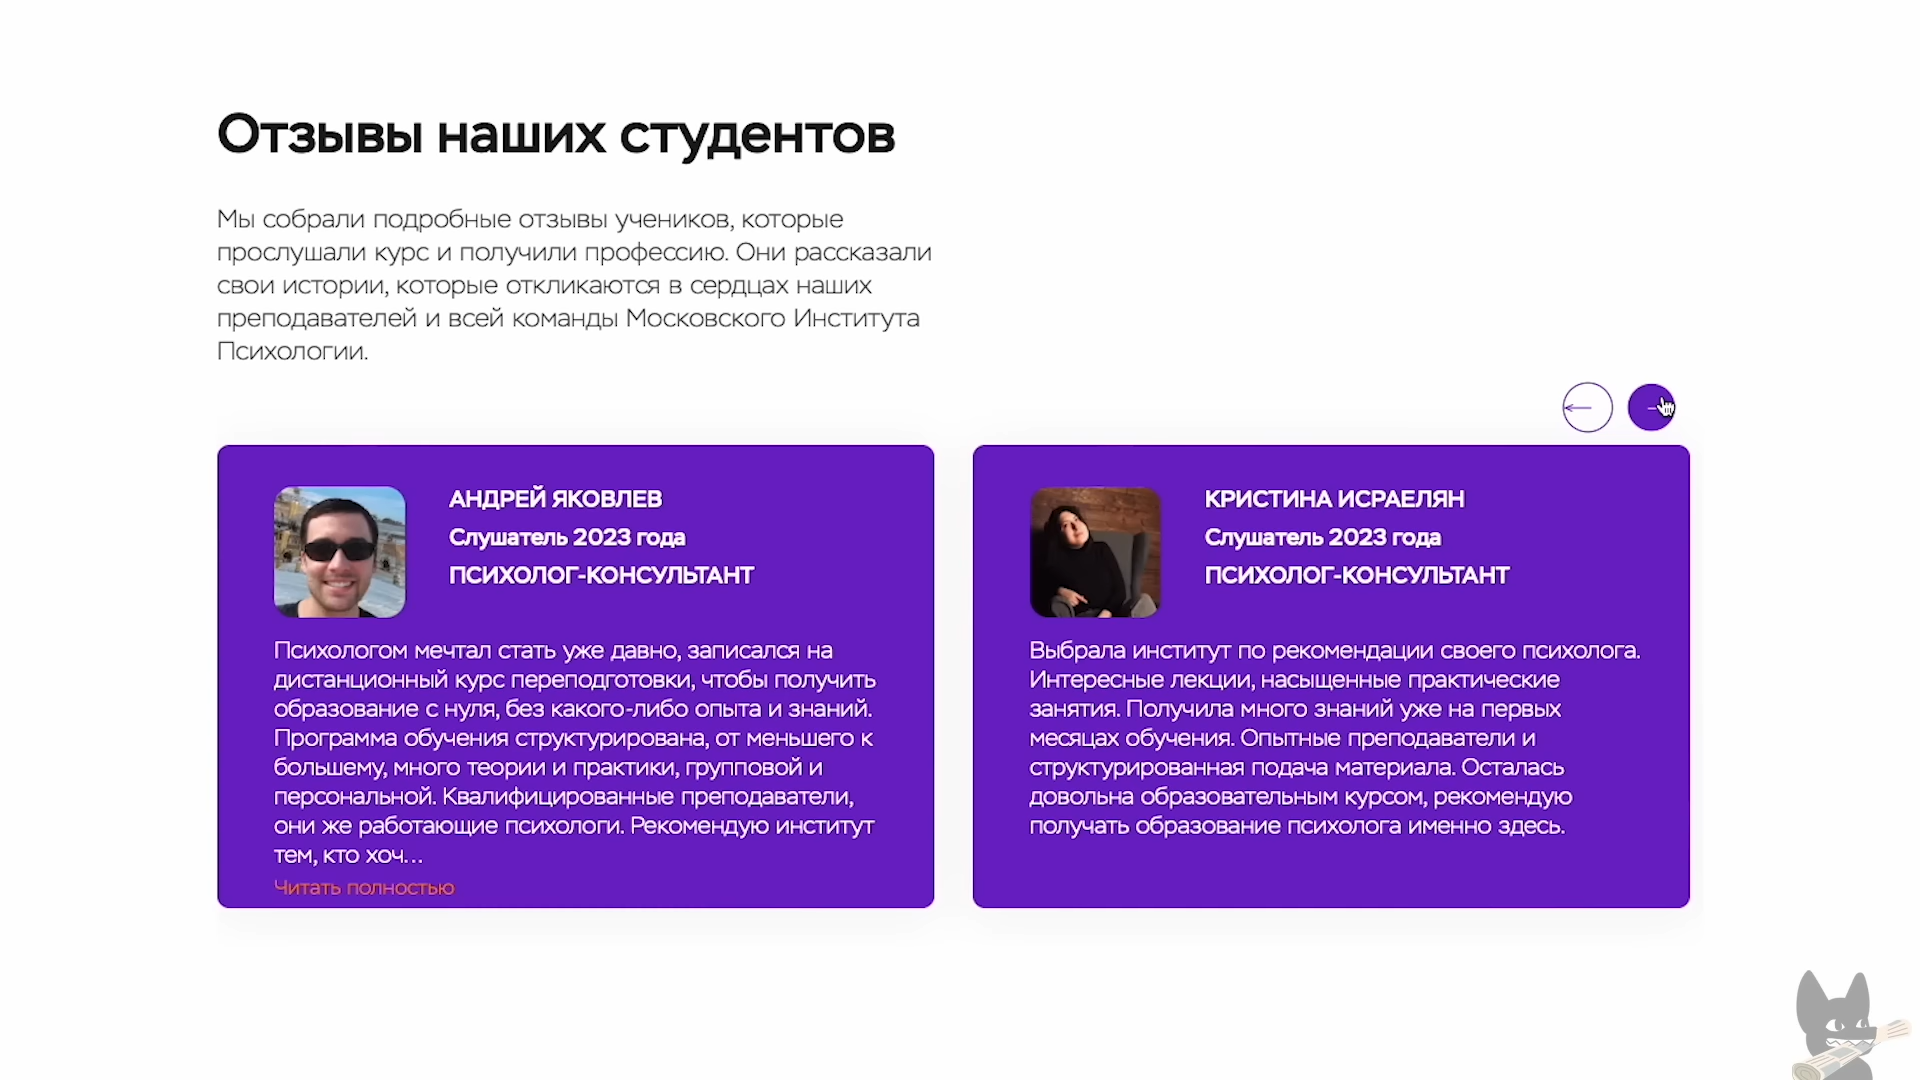 Отзывы наших студентов
Мы собрали подробные отзывы учеников, которые
прослушали курс и получили профессию. Они рассказали
свои истории, которые откликаются в сердцах наших
преподавателей и всей команды Московского Института
Психологии.
АНДРЕЙ ЯКОВЛЕВ
Слушатель 2023 года
ПСИХОЛОГ-КОНСУЛЬТАНТ
Психологом мечтал стать уже давно, записался на
дистанционный курс переподготовки, чтобы получить
образование с нуля, без какого-либо опыта и знаний.
Программа обучения структурирована, от меньшего к
большему, много теории и практики, групповой и
персональной. Квалифицированные преподаватели,
они же работающие психологи. Рекомендую институт
тем, кто хоч...
Читать полностью
КРИСТИНА ИСРАЕЛЯН
Слушатель 2023 года
ПСИХОЛОГ-КОНСУЛЬТАНТ
Выбрала институт по рекомендации своего психолога.
Интересные лекции, насыщенные практические
занятия. Получила много знаний уже на первых
месяцах обучения. Опытные преподаватели и
структурированная подача материала. Осталась
довольна образовательным курсом, рекомендую
получать образование психолога именно здесь.